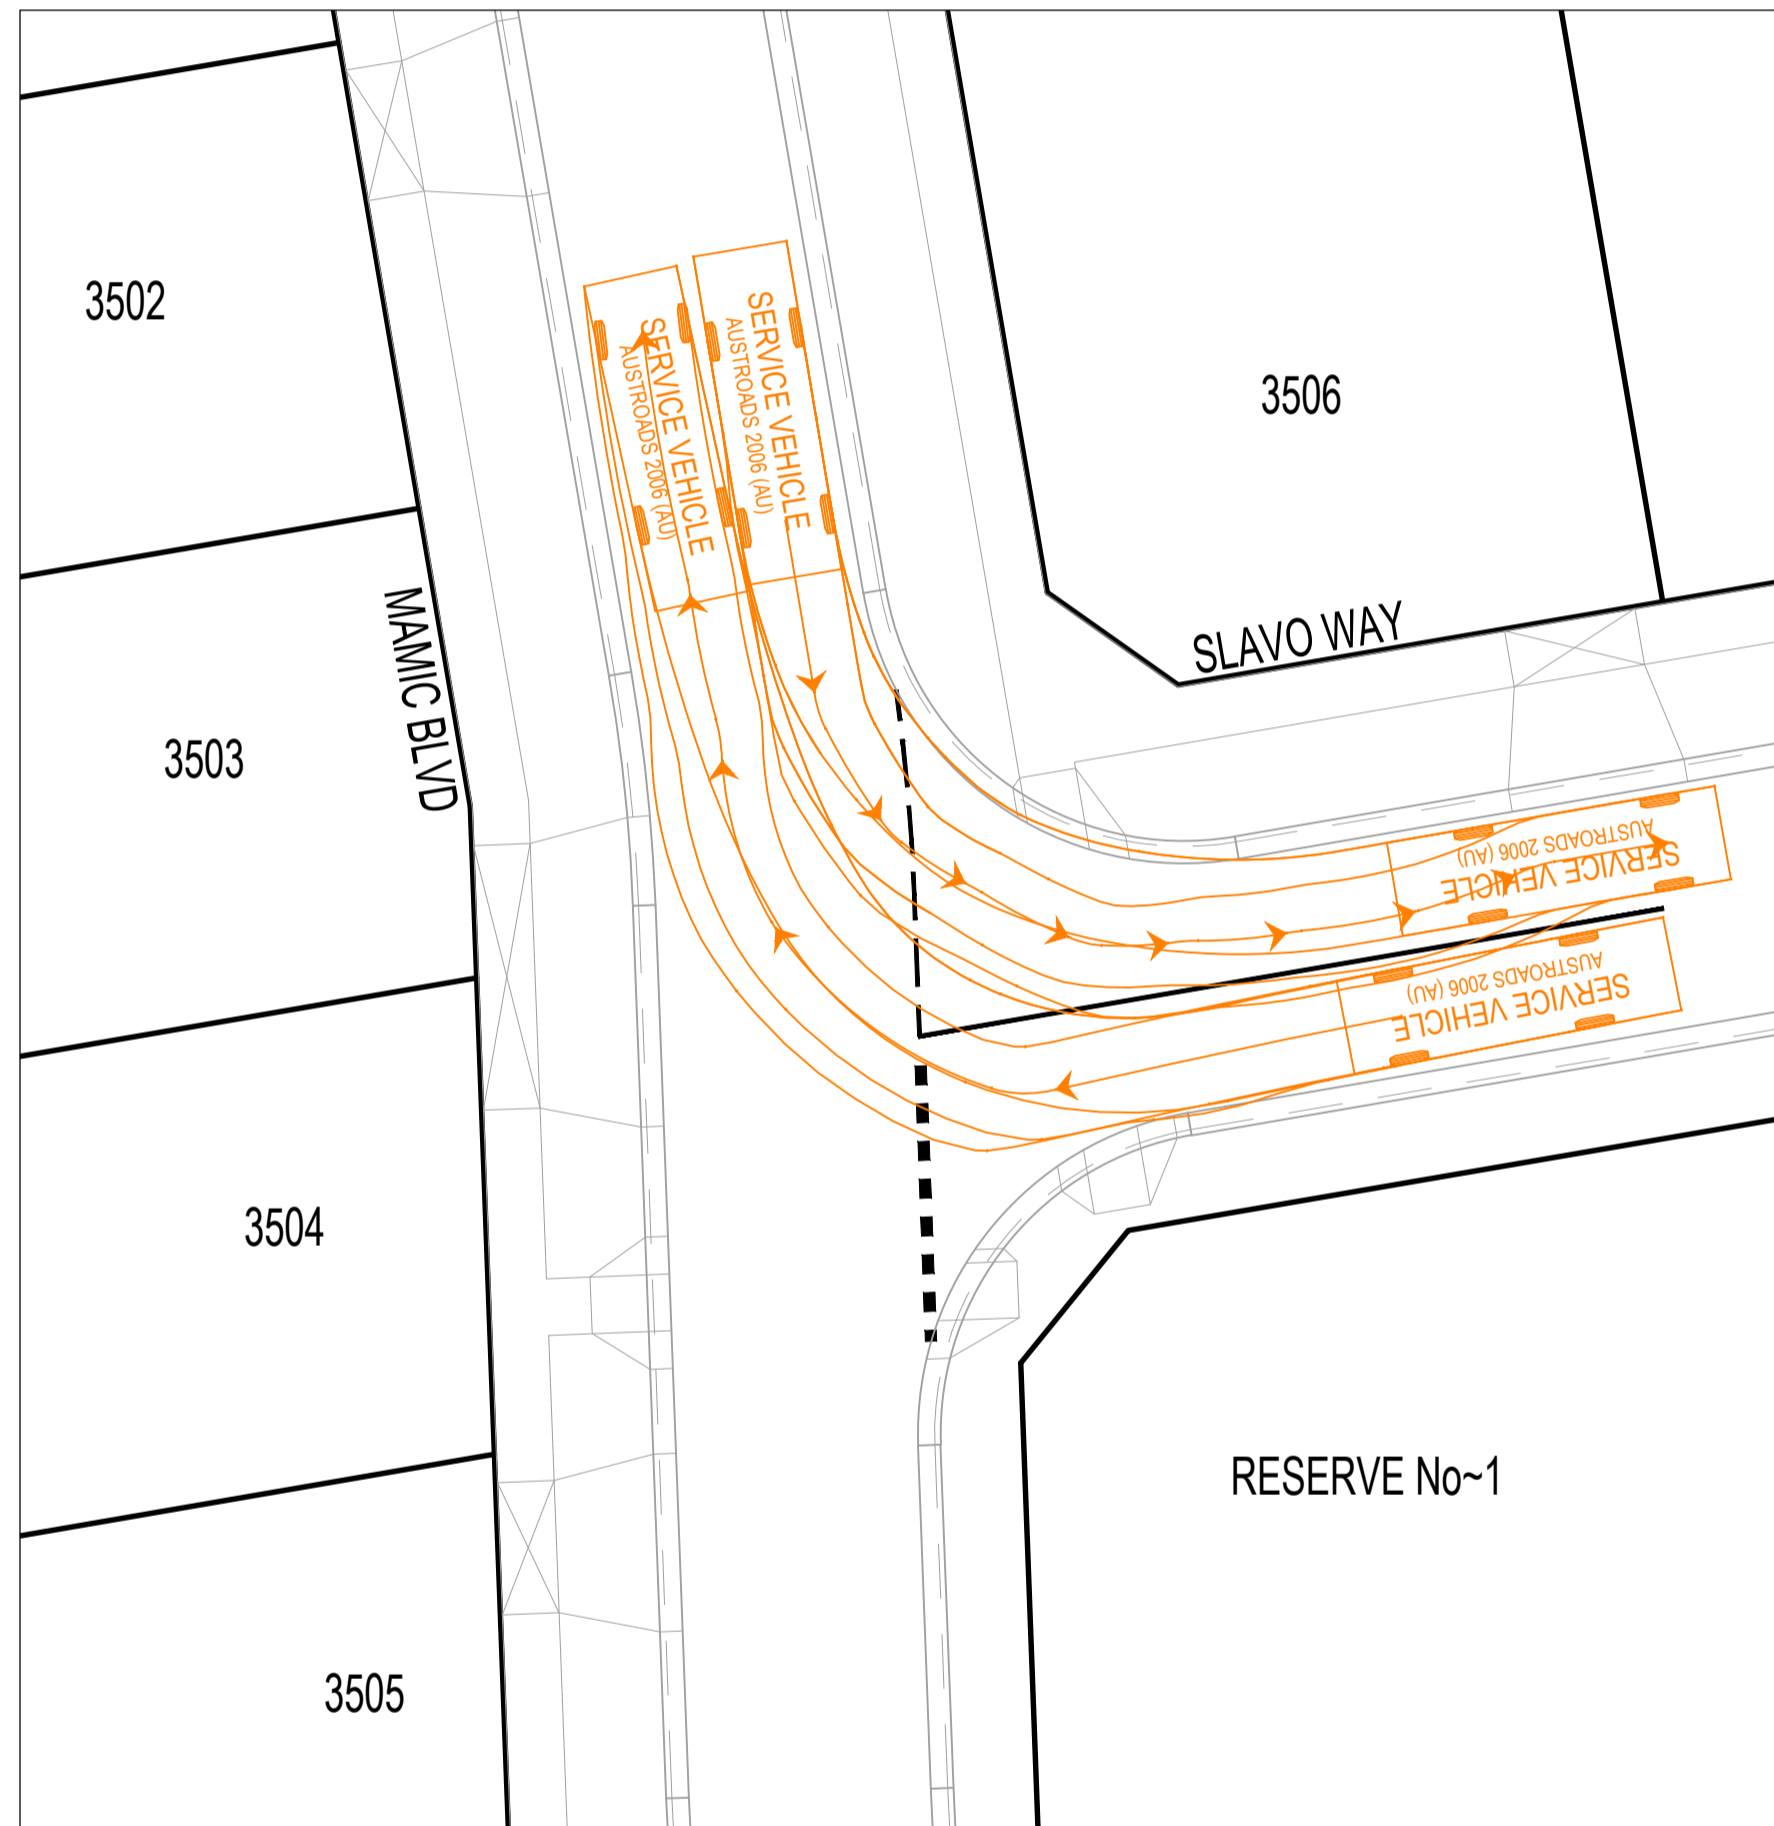 3502
SERVICE VEHICLE
AUSTROADS 2006 (AU)
SERVICE VEHICLE
AUSTROADS 2006 (AU)
3506
MAMIC BLVD
SLAVO WAY
3503
AUSTROADS 2006 (AU)
SERVICE VEHICLE
AUSTROADS 2006 (AU)
SERVICE VEHICLE
3504
RESERVE No~1
3505